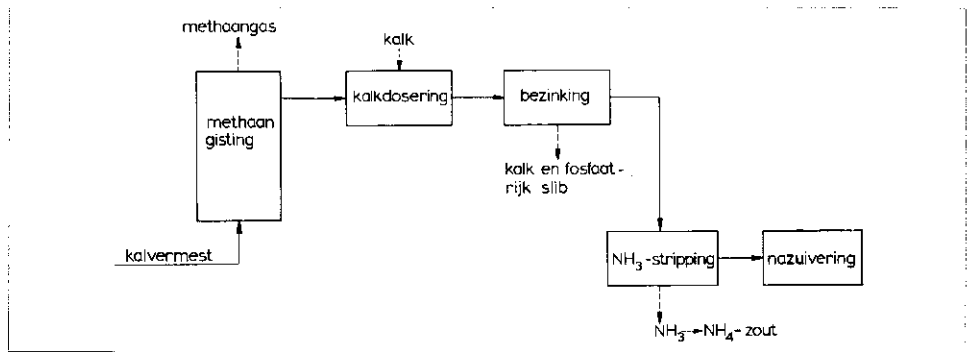 methaangas
kalk
methaan
gisting
kalkdosering
bezinking
kalk en fosfaat-
rijk slib
kalvermest
NH₃-stripping
nazuivering
NH₃→NH₄-zout